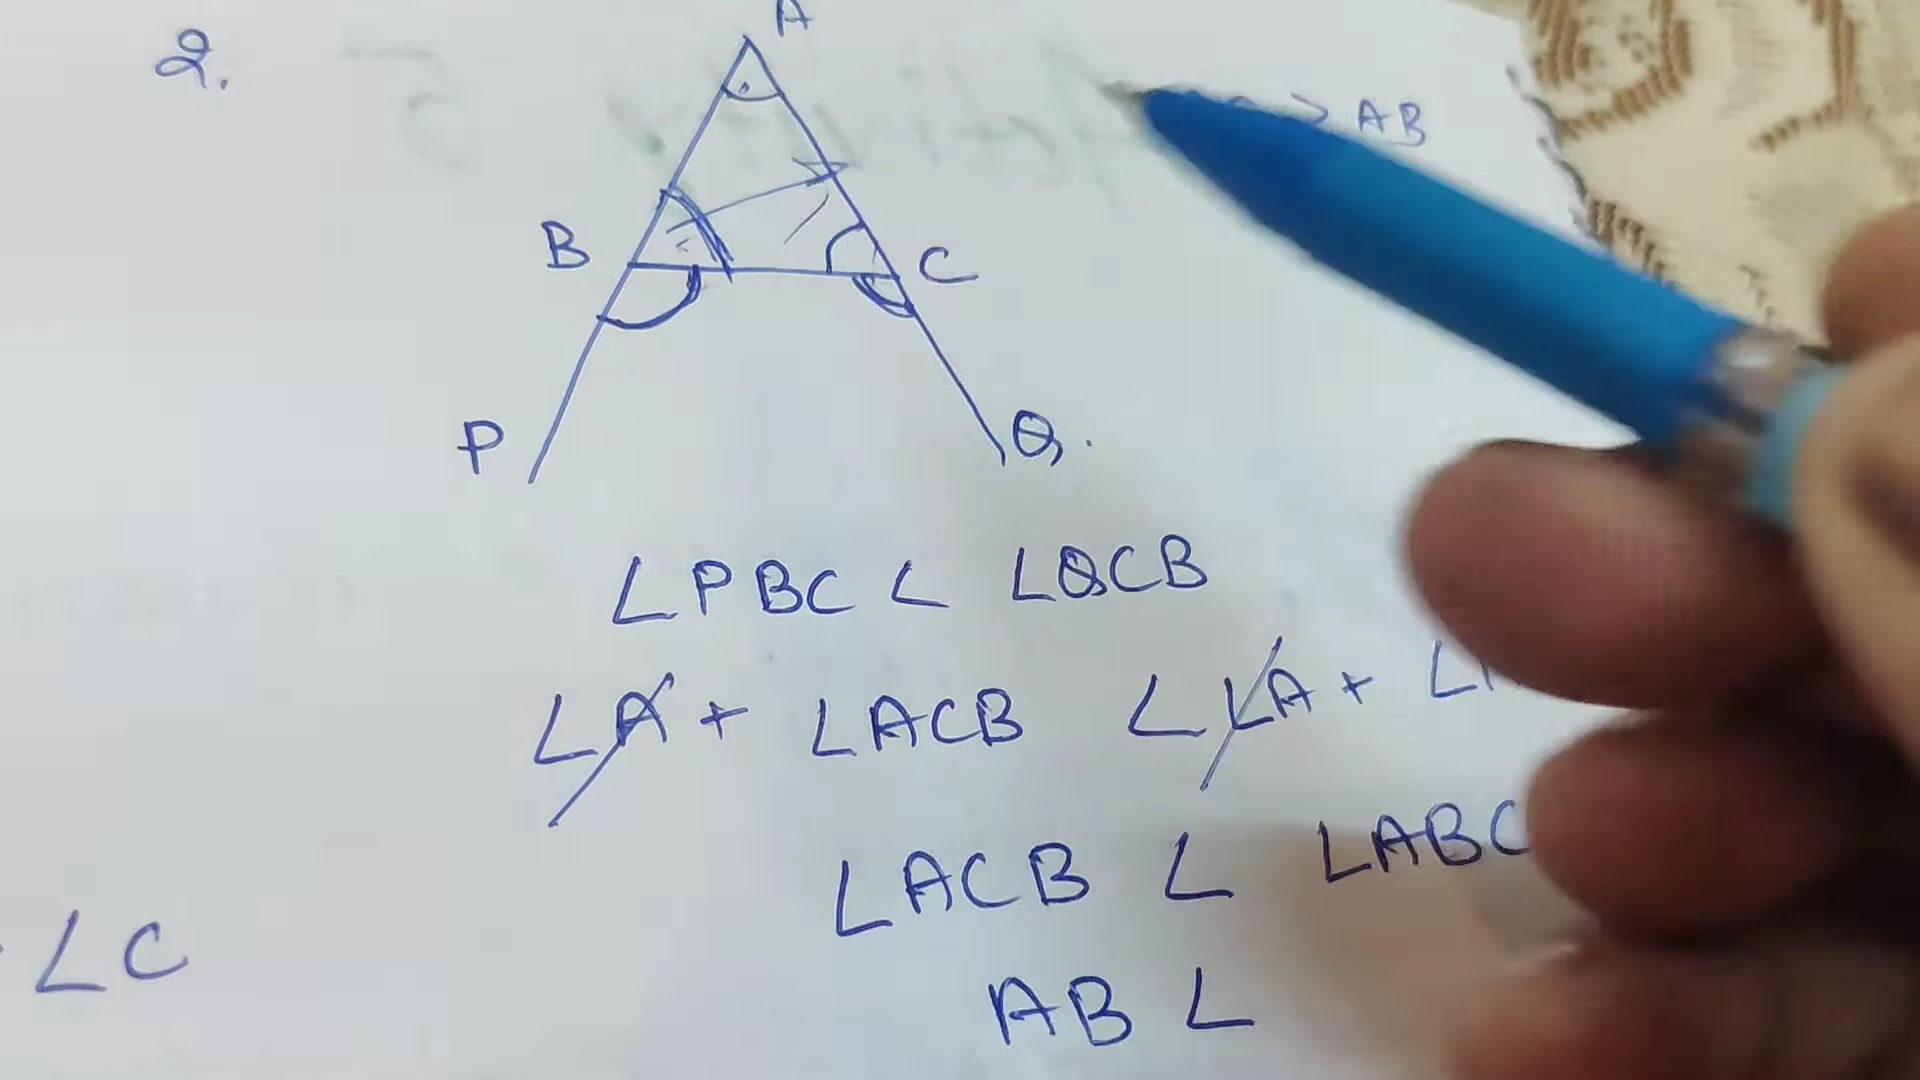 2.
A
> AB
B
C
P
Q.
∠PBC < ∠QCB
∠A + ∠ACB < ∠A + ∠
∠ACB < ∠ABC
∠C
AB <